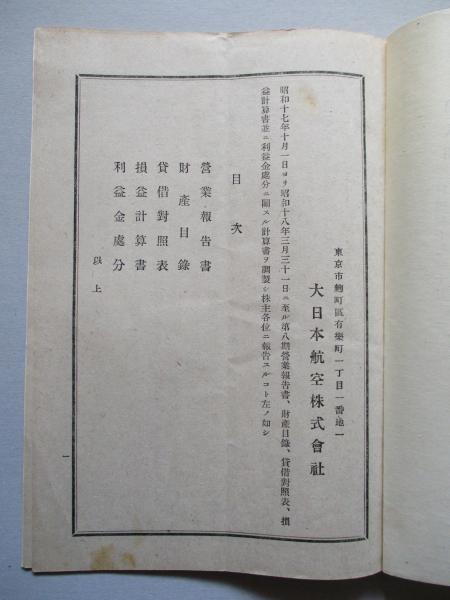 東京市麴町區有樂町一丁目一番地一
大日本航空株式會社
昭和十七年十月一日ヨリ昭和十八年三月三十一日ニ至ル第八期營業報告書、財產目錄、貸借對照表、損
益計算書並ニ利益金處分ニ關スル計算書ヲ調製シ株主各位ニ報告スルコト左ノ如シ
目次
營業報告書
財產目錄
貸借對照表
損益計算書
利益金處分
以上
一